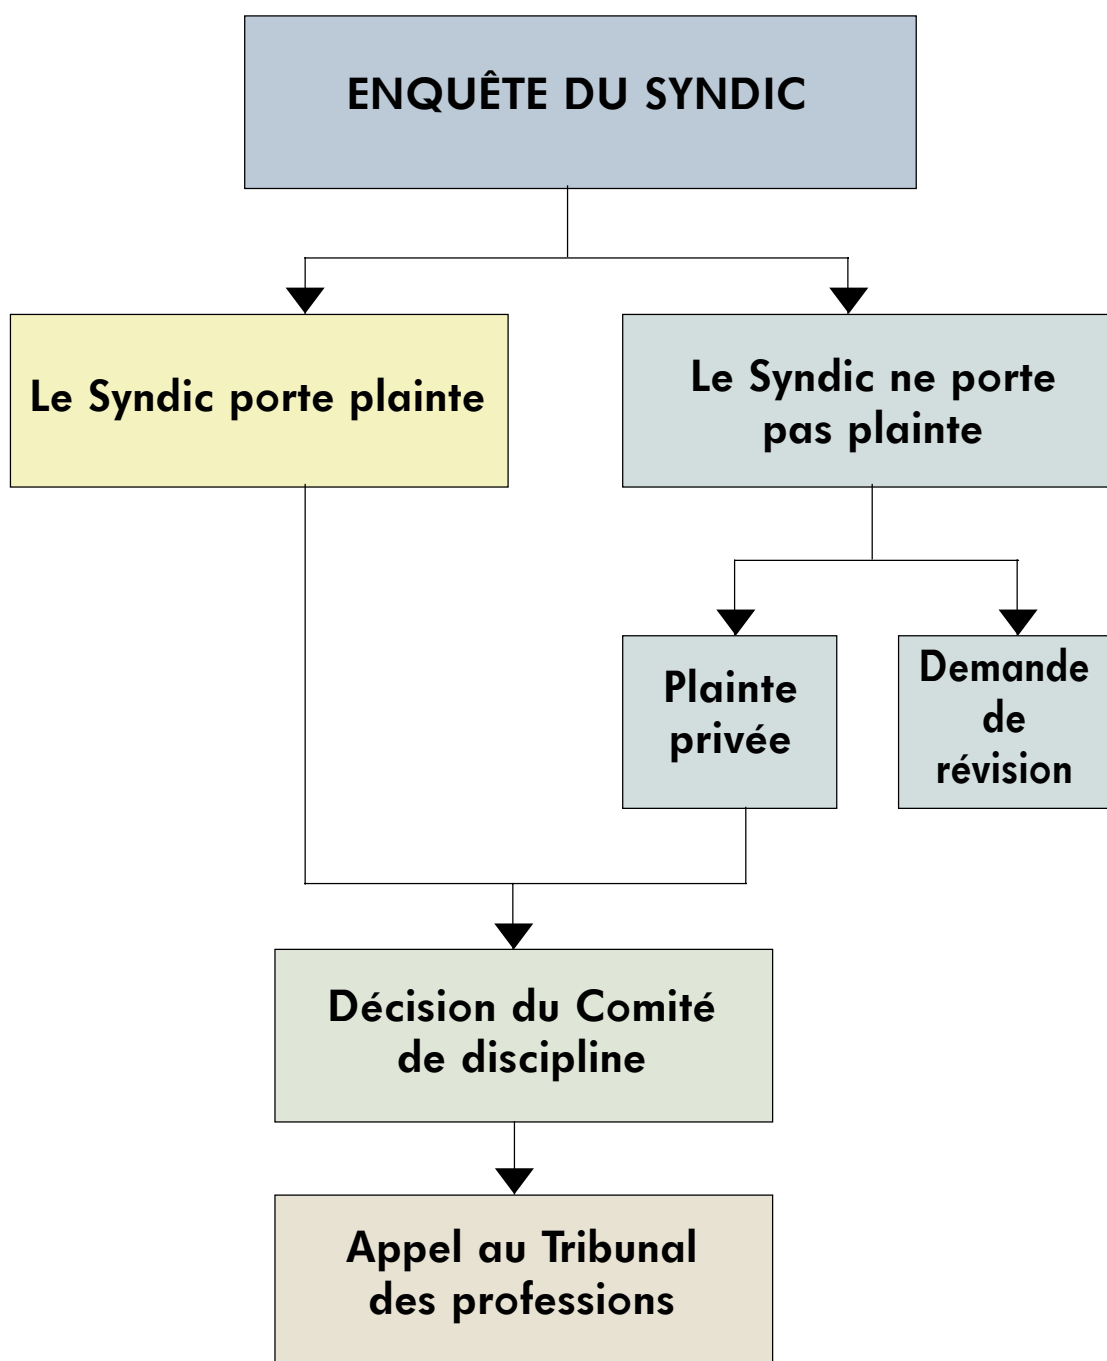 ENQUÊTE DU SYNDIC
Le Syndic porte plainte
Le Syndic ne porte
pas plainte
Plainte
privée
Demande
de
révision
Décision du Comité
de discipline
Appel au Tribunal
des professions